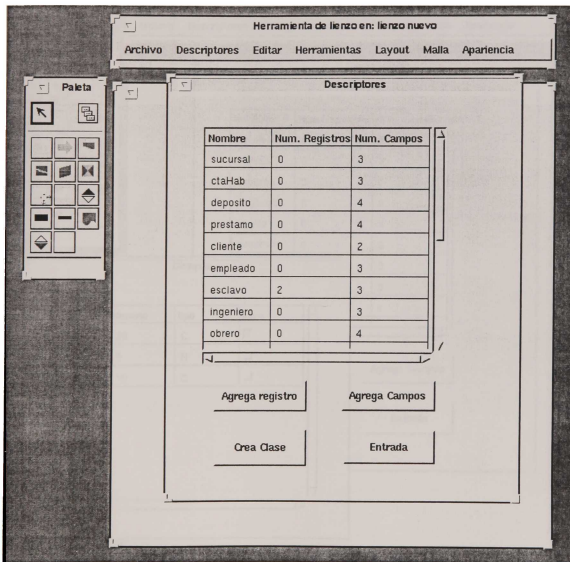 Herramienta de lienzo en: lienzo nuevo
Archivo Descriptores Editar Herramientas Layout Malla Apariencia
Paleta
Descriptores
Nombre Num. Registros Num. Campos
sucursal 0 3
ctaHab 0 3
deposito 0 4
prestamo 0 4
cliente 0 2
empleado 0 3
esclavo 2 3
ingeniero 0 3
obrero 0 4
Agrega registro Agrega Campos
Crea Clase Entrada